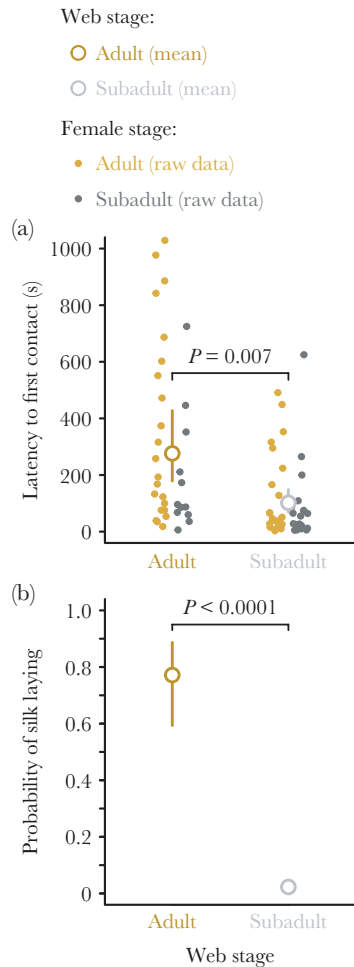 Web stage:
Adult (mean)
Subadult (mean)
Female stage:
Adult (raw data)
Subadult (raw data)
(a)
Latency to first contact (s)
1000
800
600
400
200
0
P = 0.007
Adult
Subadult
(b)
Probability of silk laying
1.0
0.8
0.6
0.4
0.2
0
P < 0.0001
Adult
Subadult
Web stage